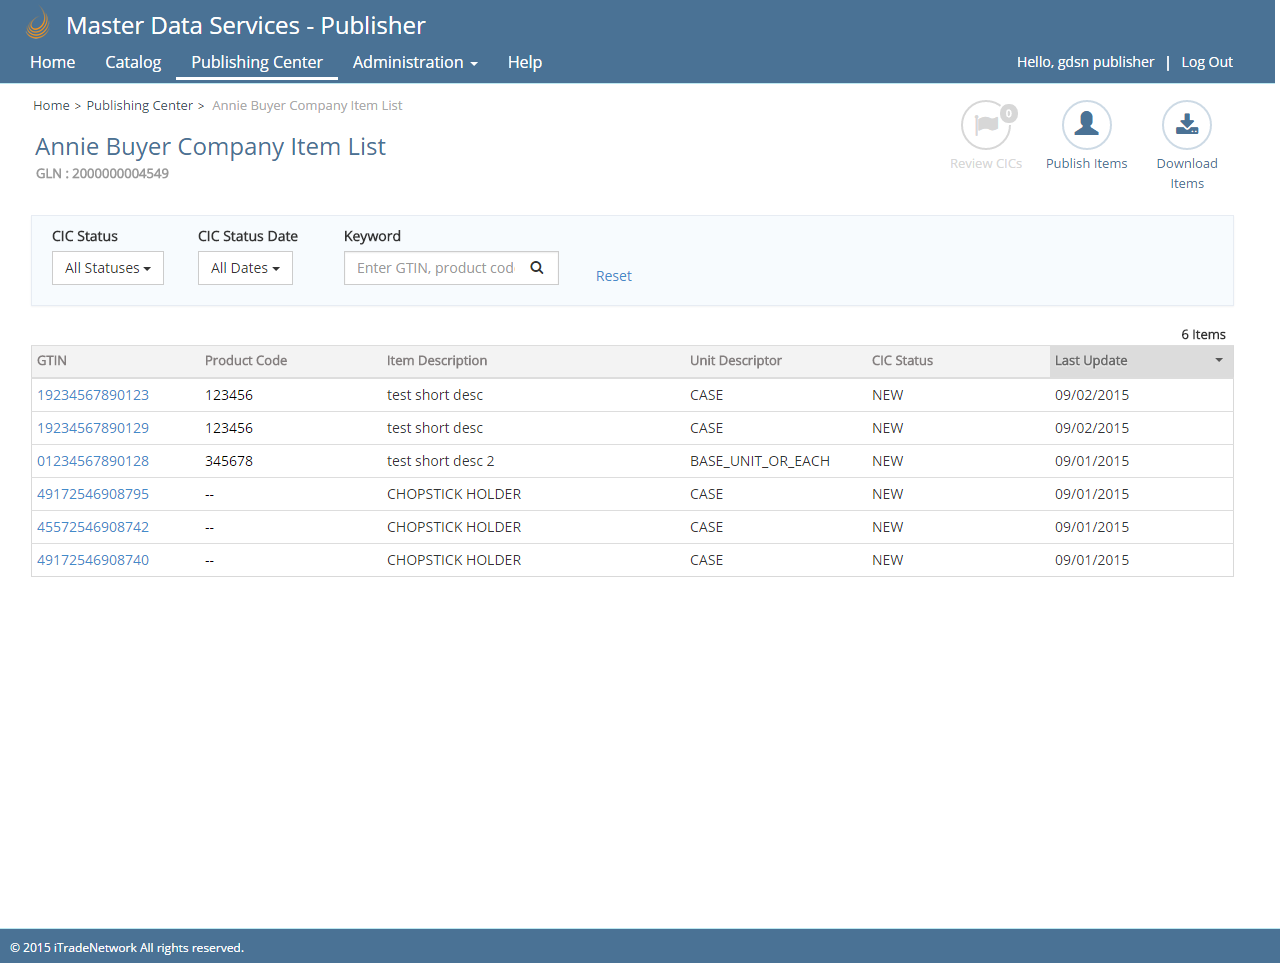 Master Data Services - Publisher
Home Catalog Publishing Center Administration Help Hello, gdsn publisher | Log Out
Home > Publishing Center > Annie Buyer Company Item List
Annie Buyer Company Item List
GLN : 2000000004549
0
Review CICs Publish Items Download
Items
CIC Status CIC Status Date Keyword
All Statuses All Dates Enter GTIN, product cod
Reset
6 Items
GTIN Product Code Item Description Unit Descriptor CIC Status Last Update
19234567890123 123456 test short desc CASE NEW 09/02/2015
19234567890129 123456 test short desc CASE NEW 09/02/2015
01234567890128 345678 test short desc 2 BASE_UNIT_OR_EACH NEW 09/01/2015
49172546908795 -- CHOPSTICK HOLDER CASE NEW 09/01/2015
45572546908742 -- CHOPSTICK HOLDER CASE NEW 09/01/2015
49172546908740 -- CHOPSTICK HOLDER CASE NEW 09/01/2015
© 2015 iTradeNetwork All rights reserved.